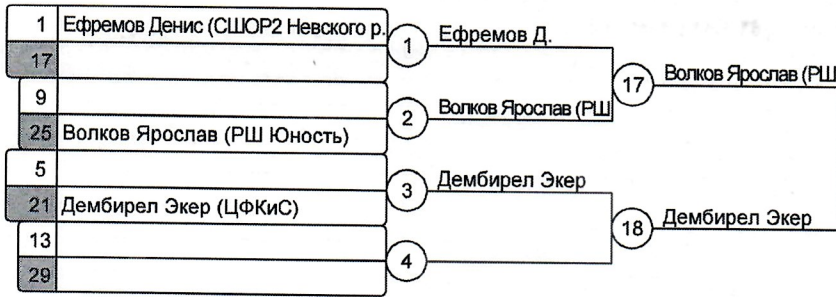 1 Ефремов Денис (СШОР2 Невского р.
17
1 Ефремов Д.
9
25 Волков Ярослав (РШ Юность)
2 Волков Ярослав (РШ
17 Волков Ярослав (РШ
5
21 Дембирел Экер (ЦФКиС)
3 Дембирел Экер
13
29
4
18 Дембирел Экер